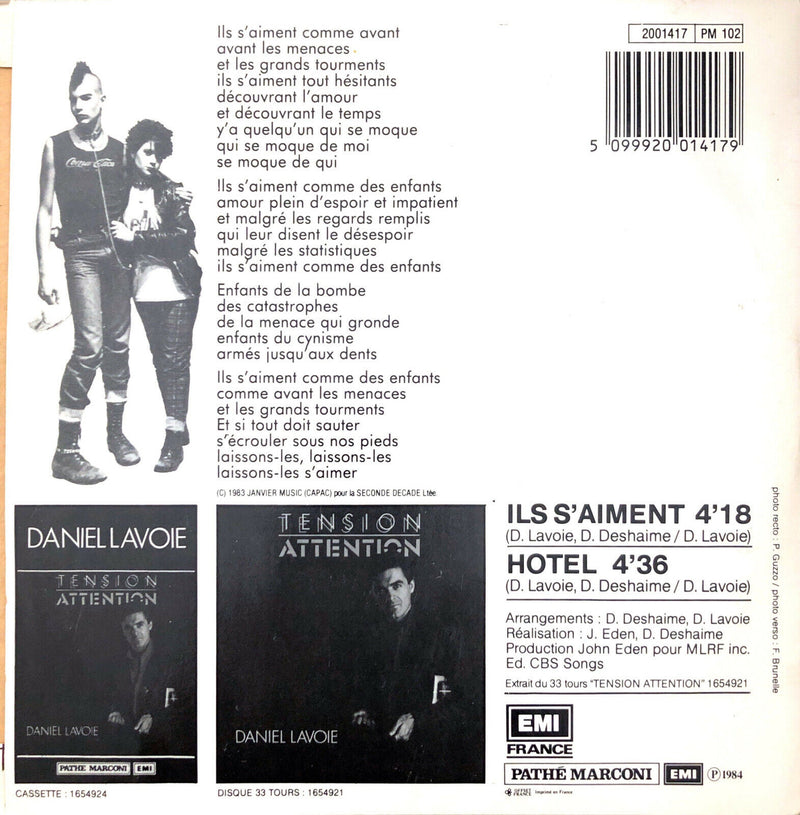 Ils s'aiment comme avant
avant les menaces
et les grands tourments
ils s'aiment tout hésitants
découvrant l'amour
et découvrant le temps
y'a quelqu'un qui se moque
qui se moque de moi
se moque de qui
Ils s'aiment comme des enfants
amour plein d'espoir et impatient
et malgré les regards remplis
qui leur disent le désespoir
malgré les statistiques
ils s'aiment comme des enfants
Enfants de la bombe
des catastrophes
de la menace qui gronde
enfants du cynisme
armés jusqu'aux dents
Ils s'aiment comme des enfants
comme avant les menaces
et les grands tourments
Et si tout doit sauter
s'écrouler sous nos pieds
laissons-les, laissons-les
laissons-les s'aimer
(C) 1983 JANVIER MUSIC (CAPAC) pour la SECONDE DECADE Ltée
2001417 PM 102
5 099920 014179
DANIEL LAVOIE
TENSION
ATTENTION
DANIEL LAVOIE
PATHÉ MARCONI EMI
CASSETTE : 1654924
TENSION
ATTENTION
DANIEL LAVOIE
DISQUE 33 TOURS : 1654921
ILS S'AIMENT 4'18
(D. Lavoie, D. Deshaime / D. Lavoie)
HOTEL 4'36
(D. Lavoie, D. Deshaime / D. Lavoie)
Arrangements : D. Deshaime, D. Lavoie
Réalisation : J. Eden, D. Deshaime
Production John Eden pour MLRF inc.
Ed. CBS Songs
Extrait du 33 tours "TENSION ATTENTION" 1654921
EMI
FRANCE
PATHÉ MARCONI EMI Ⓟ 1984
Imprimé en France
photo recto : P. Guzzo / photo verso : F. Brunelle